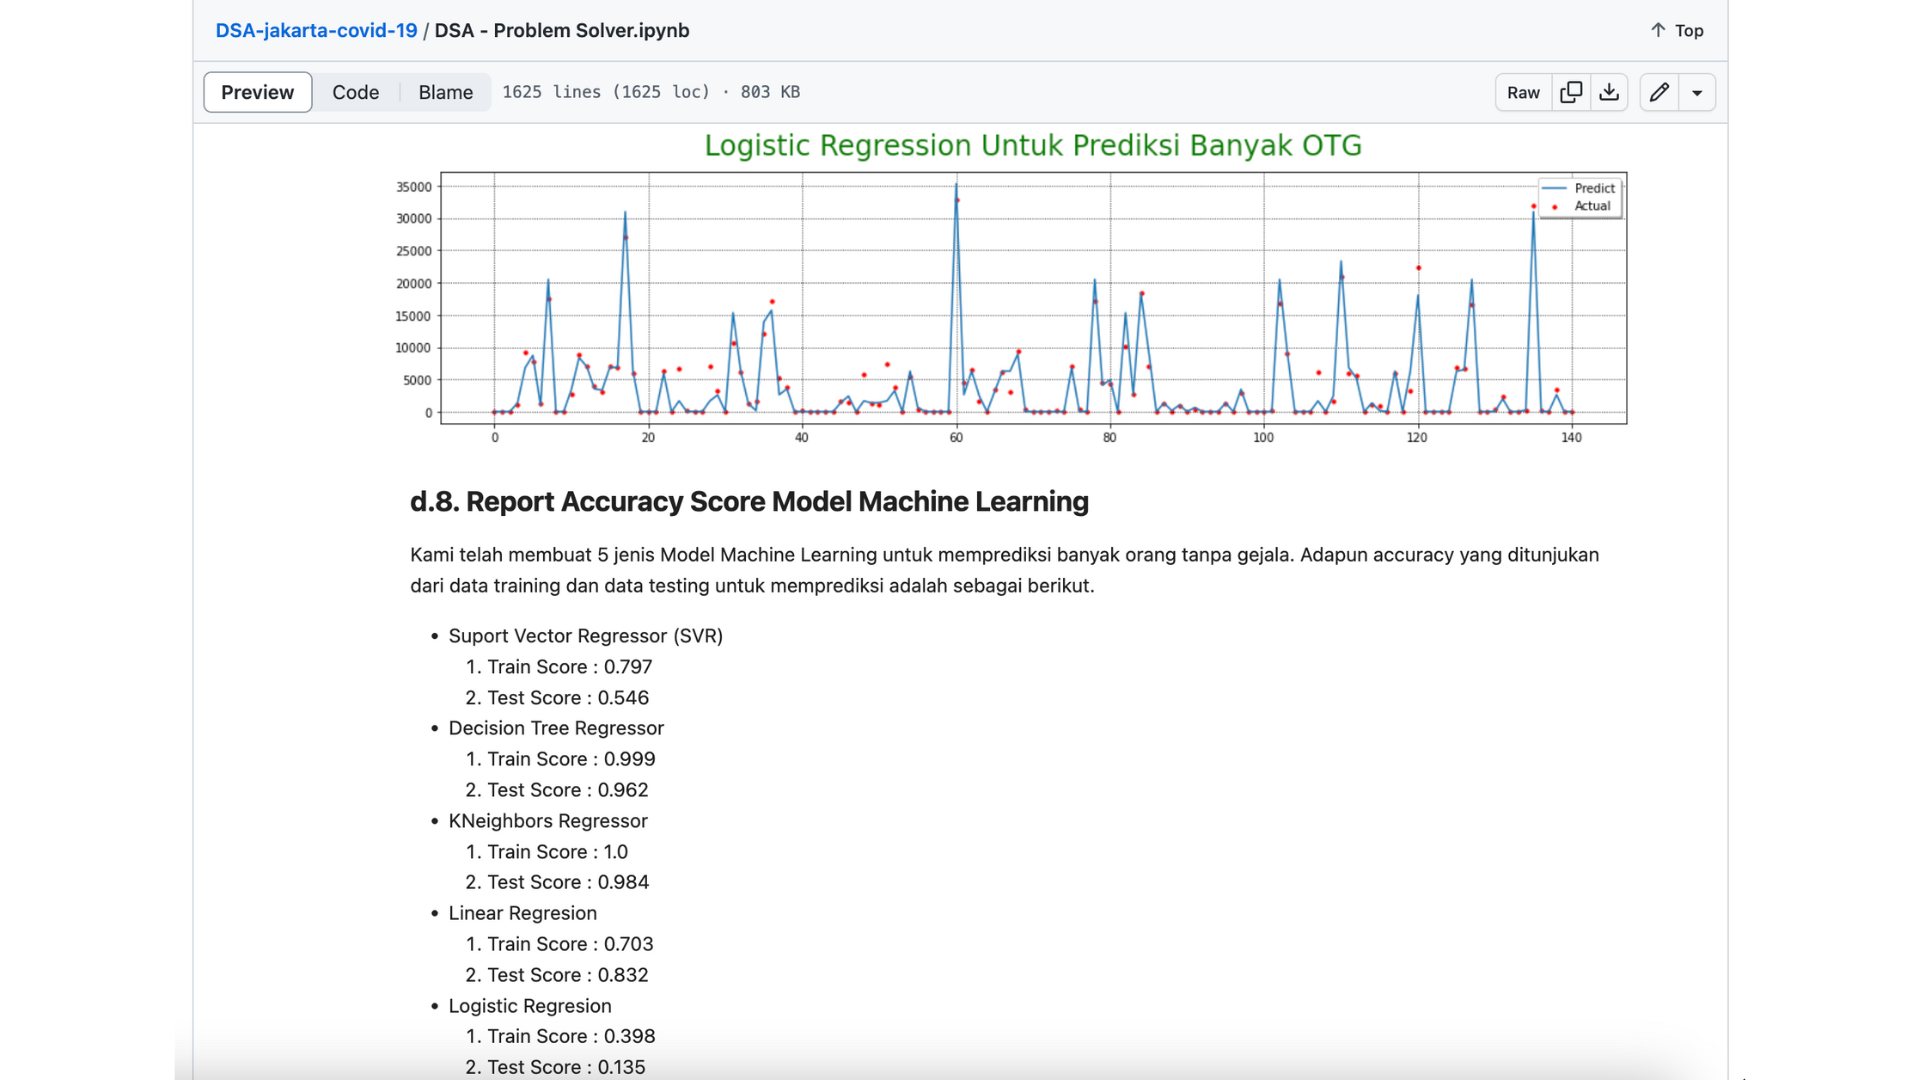 DSA-jakarta-covid-19 / DSA - Problem Solver.ipynb
Top
Preview Code Blame 1625 lines (1625 loc) · 803 KB
Raw
Logistic Regression Untuk Prediksi Banyak OTG
Predict
Actual
35000
30000
25000
20000
15000
10000
5000
0
0 20 40 60 80 100 120 140
d.8. Report Accuracy Score Model Machine Learning
Kami telah membuat 5 jenis Model Machine Learning untuk memprediksi banyak orang tanpa gejala. Adapun accuracy yang ditunjukan
dari data training dan data testing untuk memprediksi adalah sebagai berikut.
• Suport Vector Regressor (SVR)
1. Train Score : 0.797
2. Test Score : 0.546
• Decision Tree Regressor
1. Train Score : 0.999
2. Test Score : 0.962
• KNeighbors Regressor
1. Train Score : 1.0
2. Test Score : 0.984
• Linear Regresion
1. Train Score : 0.703
2. Test Score : 0.832
• Logistic Regresion
1. Train Score : 0.398
2. Test Score : 0.135